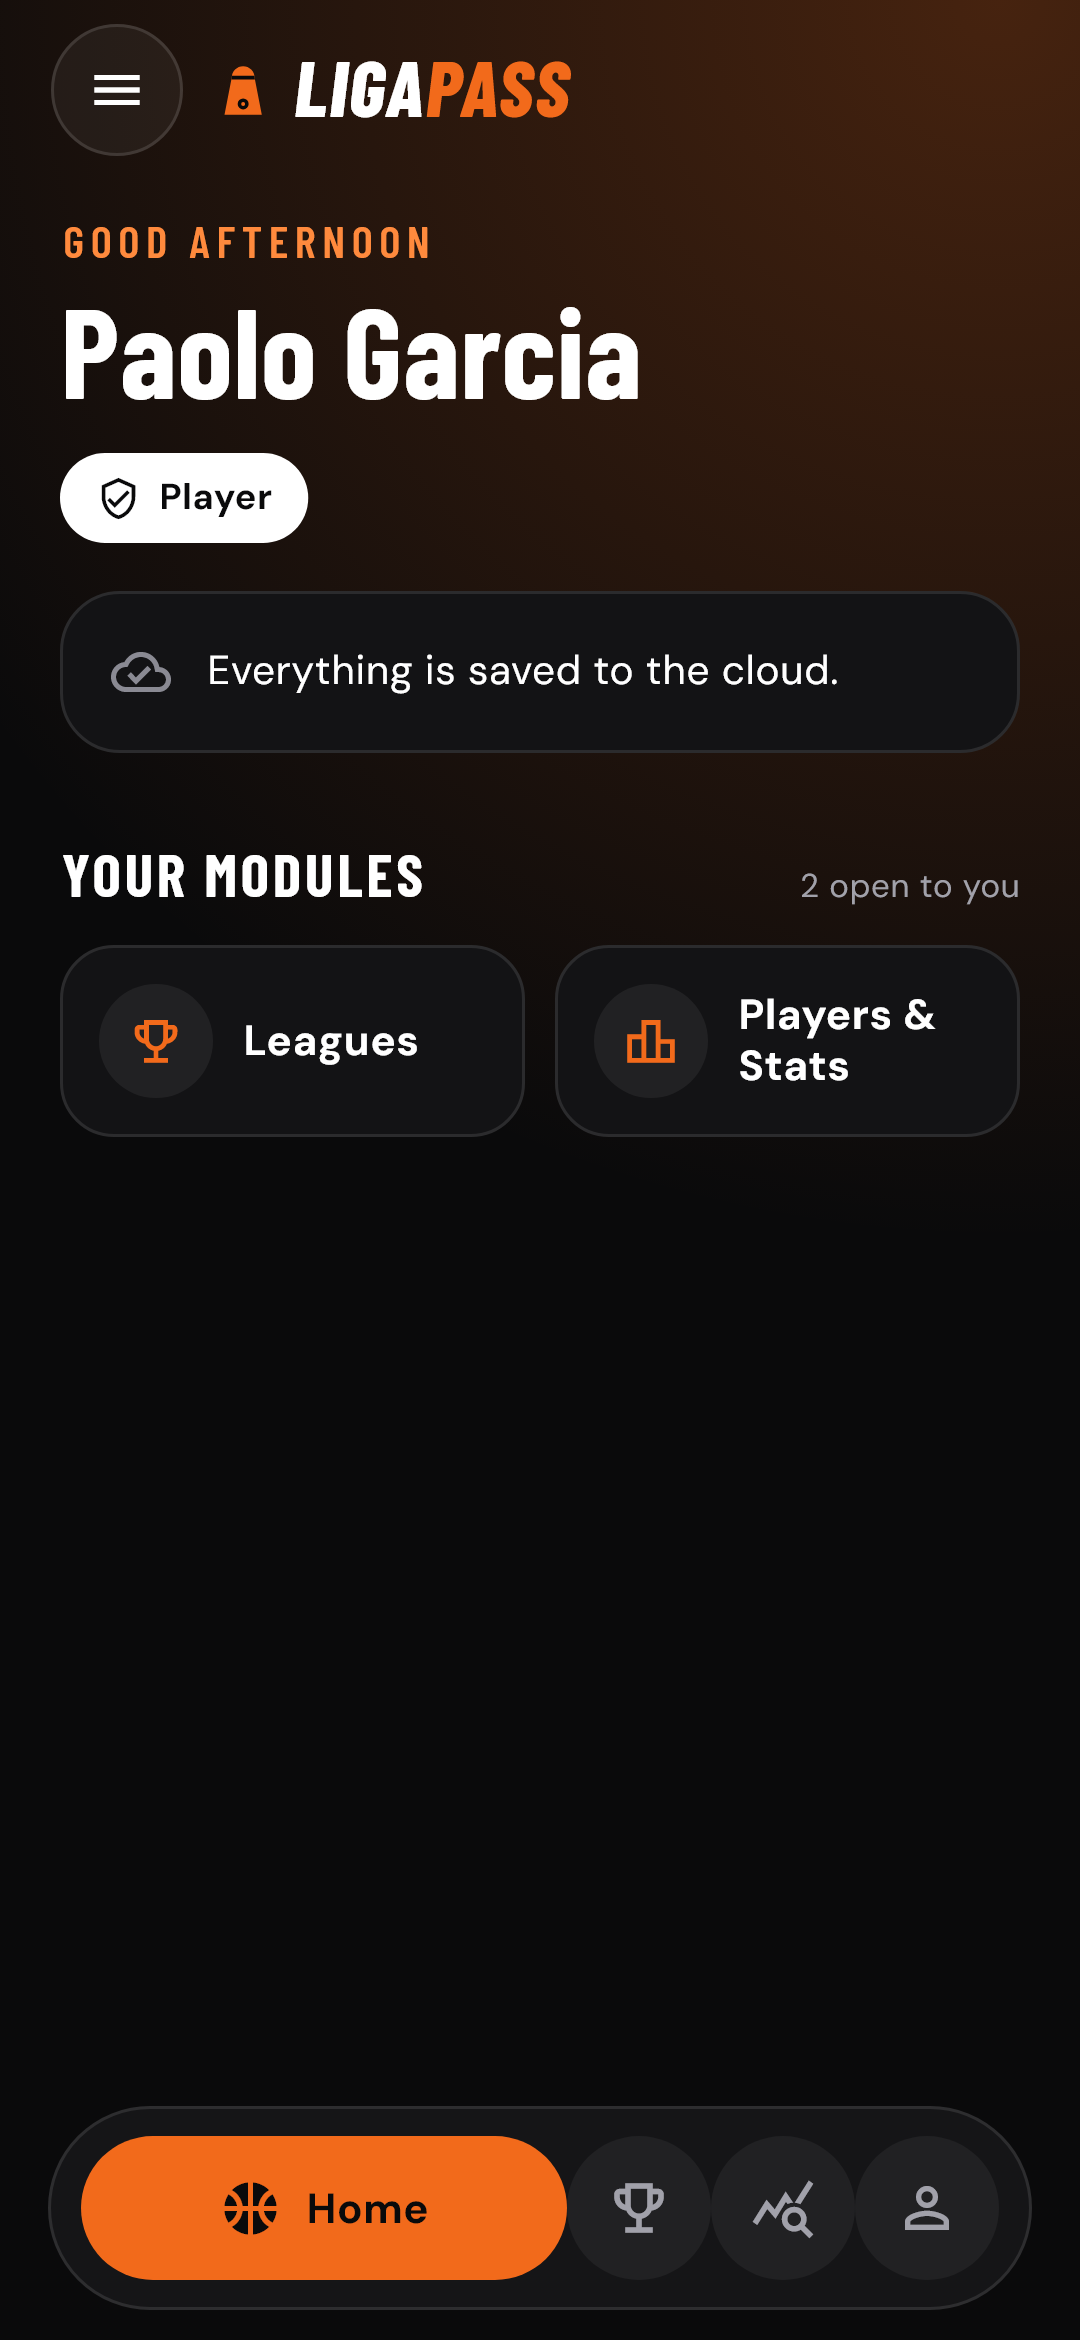 LIGAPASS
GOOD AFTERNOON
Paolo Garcia
Player
Everything is saved to the cloud.
YOUR MODULES
2 open to you
Leagues
Players &
Stats
Home